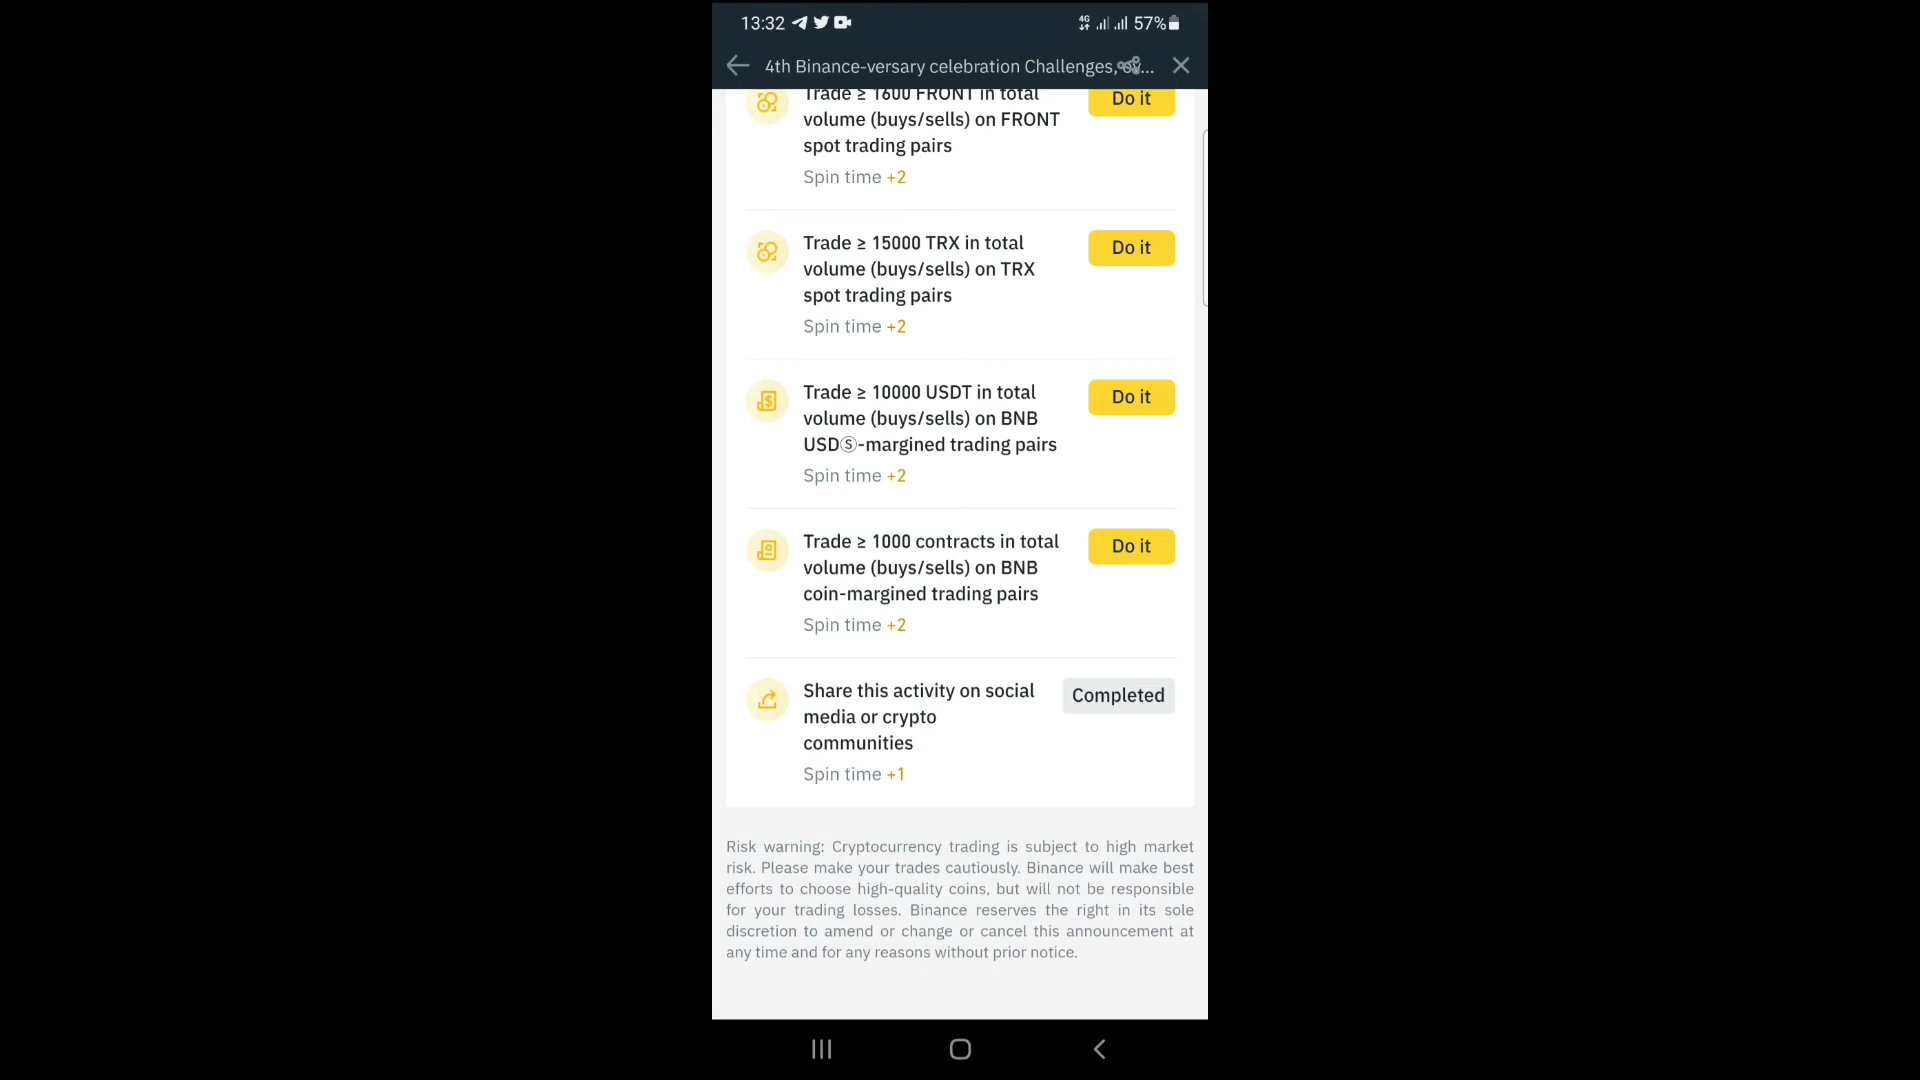 13:32
4G 57%
4th Binance-versary celebration Challenges,
Trade ≥ 1600 FRONT in total
volume (buys/sells) on FRONT
spot trading pairs
Do it
Spin time +2
Trade ≥ 15000 TRX in total
volume (buys/sells) on TRX
spot trading pairs
Do it
Spin time +2
Trade ≥ 10000 USDT in total
volume (buys/sells) on BNB
USDⓈ-margined trading pairs
Do it
Spin time +2
Trade ≥ 1000 contracts in total
volume (buys/sells) on BNB
coin-margined trading pairs
Do it
Spin time +2
Share this activity on social
media or crypto
communities
Completed
Spin time +1
Risk warning: Cryptocurrency trading is subject to high market
risk. Please make your trades cautiously. Binance will make best
efforts to choose high-quality coins, but will not be responsible
for your trading losses. Binance reserves the right in its sole
discretion to amend or change or cancel this announcement at
any time and for any reasons without prior notice.